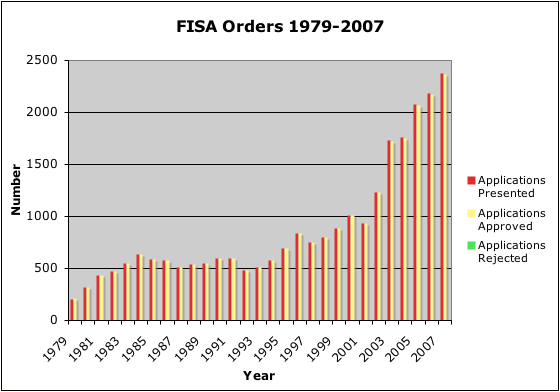 FISA Orders 1979-2007
2500
2000
1500
1000
500
0
Number
1979
1981
1983
1985
1987
1989
1991
1993
1995
1997
1999
2001
2003
2005
2007
Year
Applications
Presented
Applications
Approved
Applications
Rejected